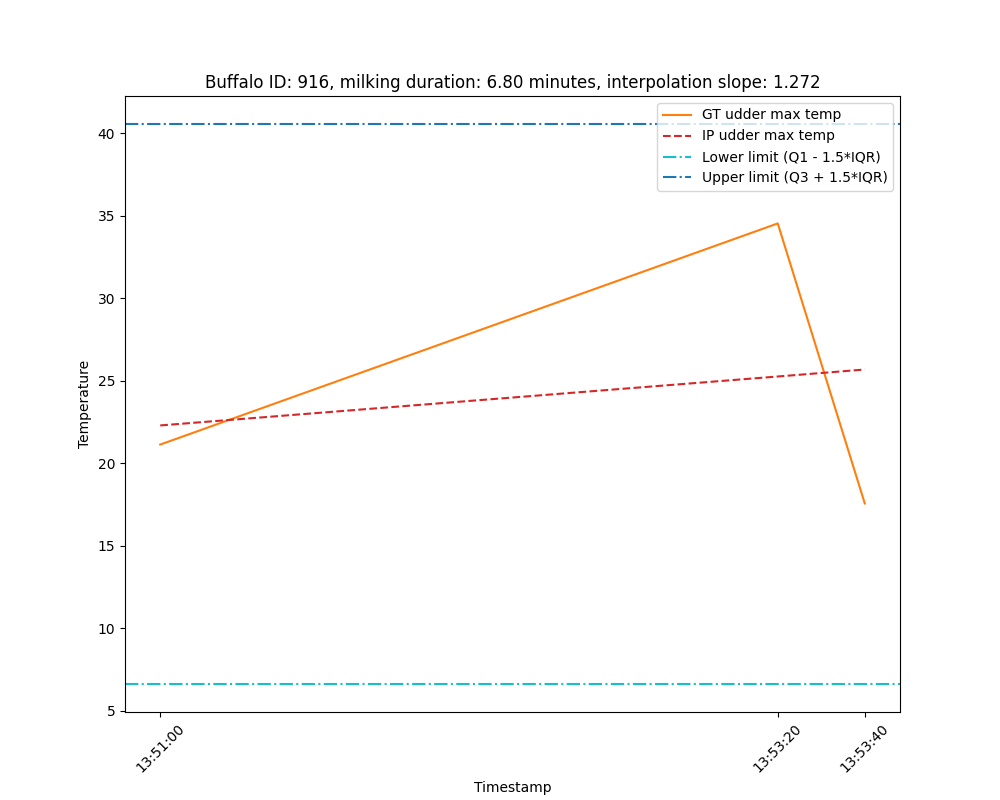 Buffalo ID: 916, milking duration: 6.80 minutes, interpolation slope: 1.272
GT udder max temp
IP udder max temp
Lower limit (Q1 - 1.5*IQR)
Upper limit (Q3 + 1.5*IQR)
40
35
30
25
20
15
10
5
Temperature
13:51:00
13:53:20
13:53:40
Timestamp